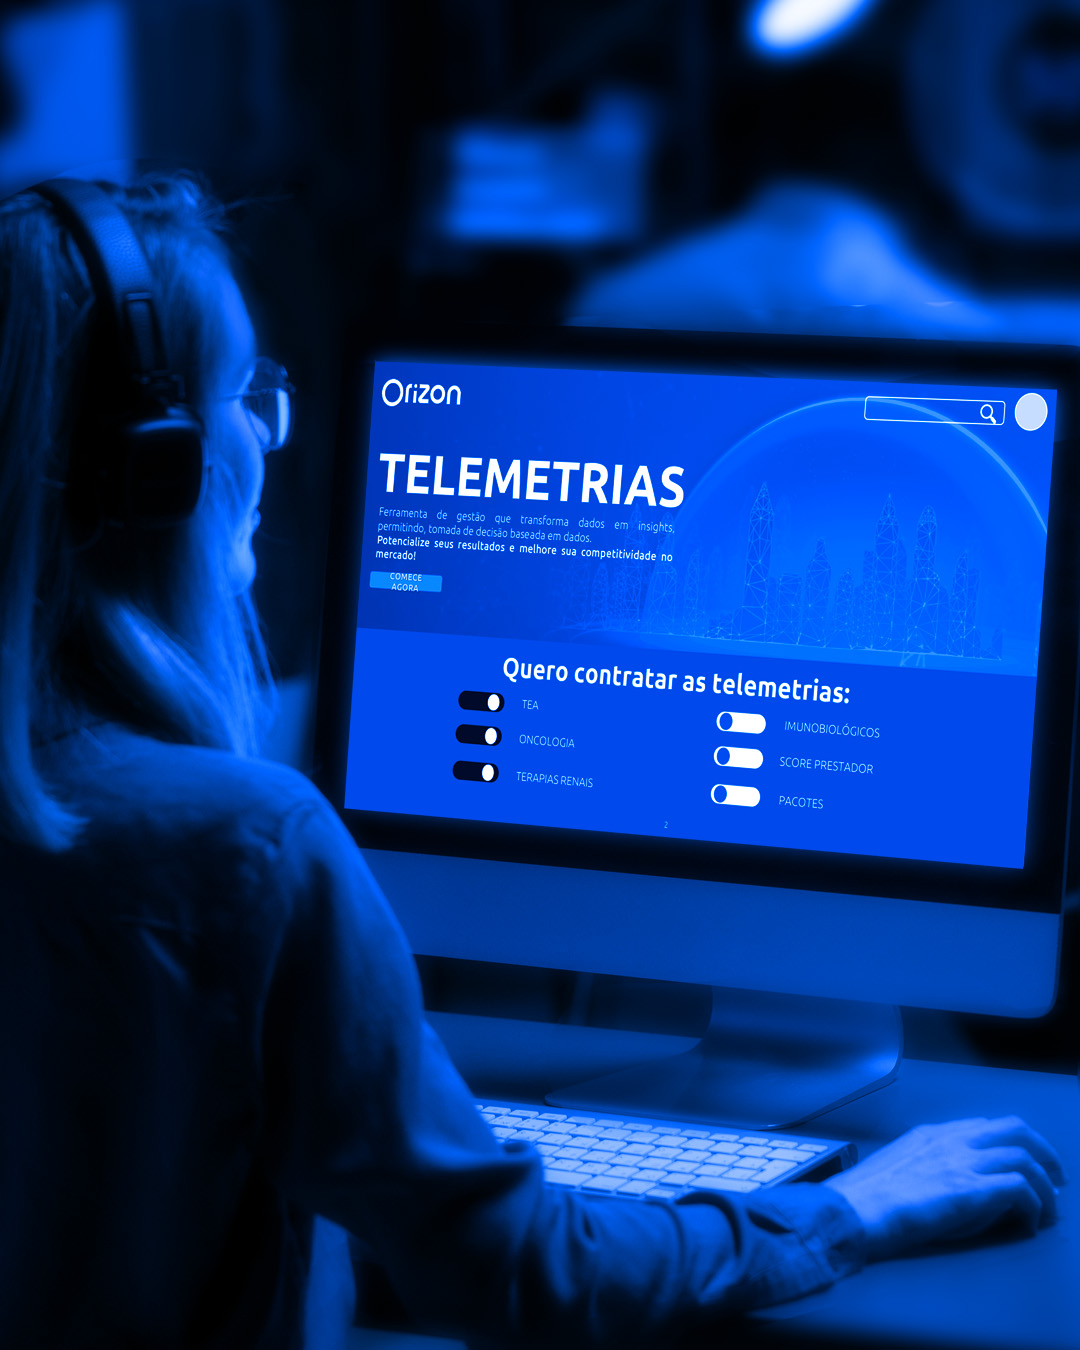 Orizon
TELEMETRIAS
Ferramenta de gestão que transforma dados em insights,
permitindo, tomada de decisão baseada em dados.
Potencialize seus resultados e melhore sua competitividade no
mercado!
COMECE
AGORA
Quero contratar as telemetrias:
TEA
ONCOLOGIA
TERAPIAS RENAIS
IMUNOBIOLÓGICOS
SCORE PRESTADOR
PACOTES
2